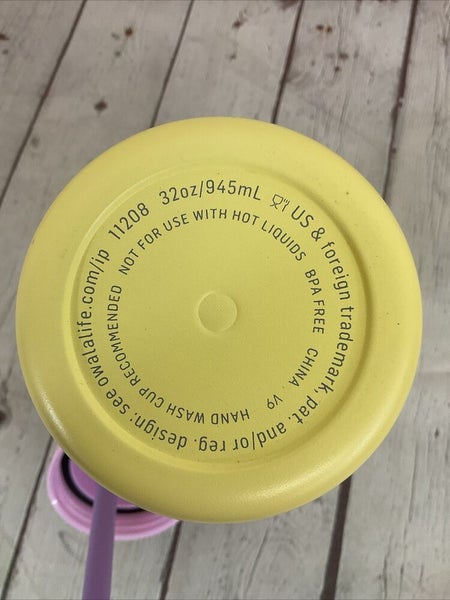 11208 32oz/945mL US & foreign trademark, pat. and/or reg. design. see owalalife.com/ip
NOT FOR USE WITH HOT LIQUIDS BPA FREE CHINA . V9 HAND WASH CUP RECOMMENDED